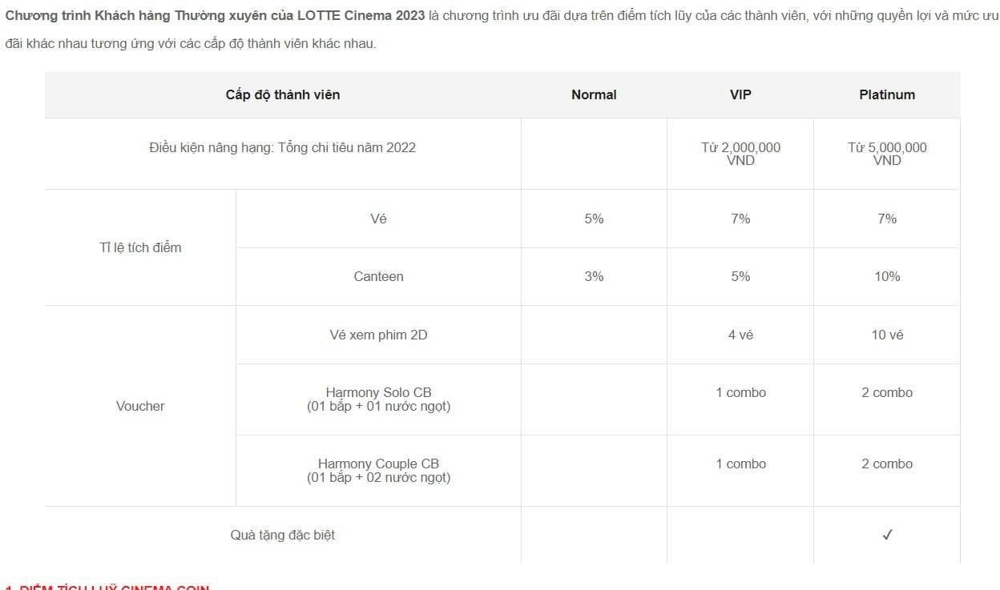 Chương trình Khách hàng Thường xuyên của LOTTE Cinema 2023 là chương trình ưu đãi dựa trên điểm tích lũy của các thành viên, với những quyền lợi và mức ưu
đãi khác nhau tương ứng với các cấp độ thành viên khác nhau.
Cấp độ thành viên Normal VIP Platinum
Điều kiện nâng hạng: Tổng chi tiêu năm 2022 Từ 2,000,000 VND Từ 5,000,000 VND
Tỉ lệ tích điểm
Vé 5% 7% 7%
Canteen 3% 5% 10%
Voucher
Vé xem phim 2D 4 vé 10 vé
Harmony Solo CB 1 combo 2 combo
(01 bắp + 01 nước ngọt)
Harmony Couple CB 1 combo 2 combo
(01 bắp + 02 nước ngọt)
Quà tặng đặc biệt ✓
1. ĐIỂM TÍCH LUỸ CINEMA COIN